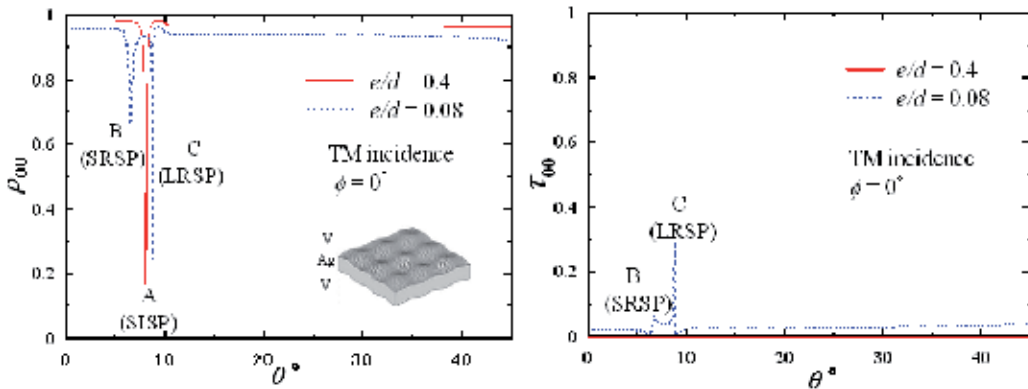 1
0.8
0.6
0.4
0.2
0
ρ00
e/d = 0.4
e/d = 0.08
B
(SRSP)
C
(LRSP)
TM incidence
ϕ = 0°
V
Ag
V
A
(SISP)
0
10
20
30
40
θ°
1
0.8
0.6
0.4
0.2
0
τ00
e/d = 0.4
e/d = 0.08
TM incidence
ϕ = 0°
C
(LRSP)
B
(SRSP)
0
10
20
30
40
θ°